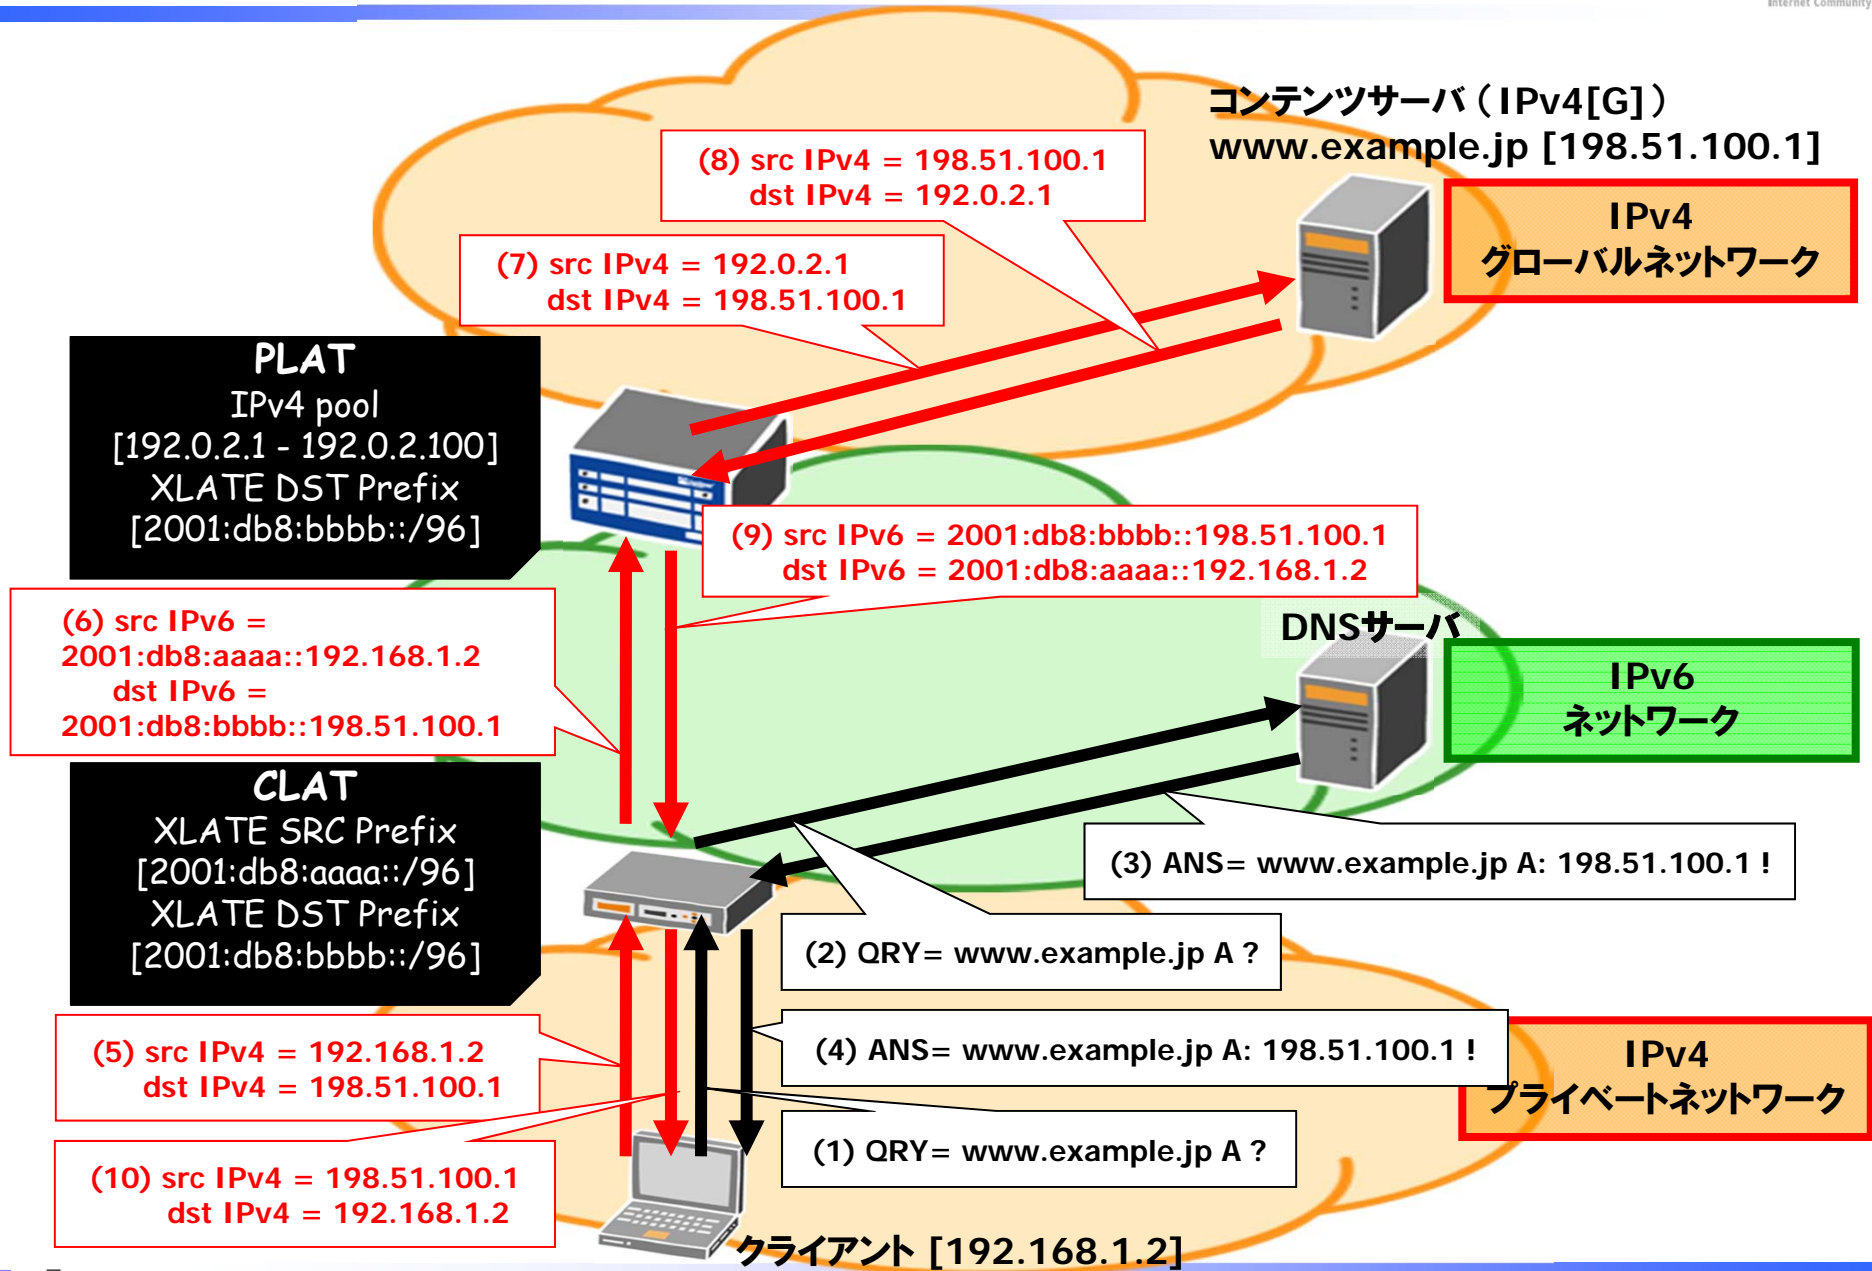 Internet Community
コンテンツサーバ（IPv4[G]）
www.example.jp [198.51.100.1]
(8) src IPv4 = 198.51.100.1
dst IPv4 = 192.0.2.1
IPv4
グローバルネットワーク
(7) src IPv4 = 192.0.2.1
dst IPv4 = 198.51.100.1
PLAT
IPv4 pool
[192.0.2.1 - 192.0.2.100]
XLATE DST Prefix
[2001:db8:bbbb::/96]
(9) src IPv6 = 2001:db8:bbbb::198.51.100.1
dst IPv6 = 2001:db8:aaaa::192.168.1.2
(6) src IPv6 =
2001:db8:aaaa::192.168.1.2
dst IPv6 =
2001:db8:bbbb::198.51.100.1
DNSサーバ
IPv6
ネットワーク
CLAT
XLATE SRC Prefix
[2001:db8:aaaa::/96]
XLATE DST Prefix
[2001:db8:bbbb::/96]
(3) ANS= www.example.jp A: 198.51.100.1 !
(2) QRY= www.example.jp A ?
(5) src IPv4 = 192.168.1.2
dst IPv4 = 198.51.100.1
(4) ANS= www.example.jp A: 198.51.100.1 !
IPv4
プライベートネットワーク
(1) QRY= www.example.jp A ?
(10) src IPv4 = 198.51.100.1
dst IPv4 = 192.168.1.2
クライアント [192.168.1.2]